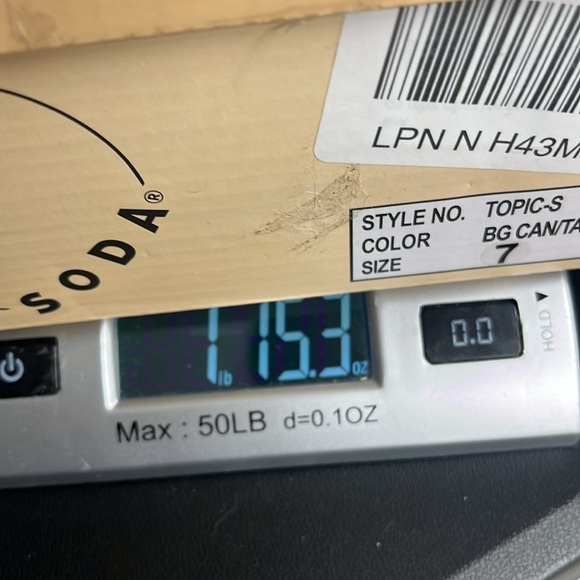 LPN N H43M
SODA®
STYLE NO. TOPIC-S
COLOR BG CAN/TA
SIZE 7
1 lb 15.3 oz
0.0
HOLD
Max : 50LB d=0.1OZ